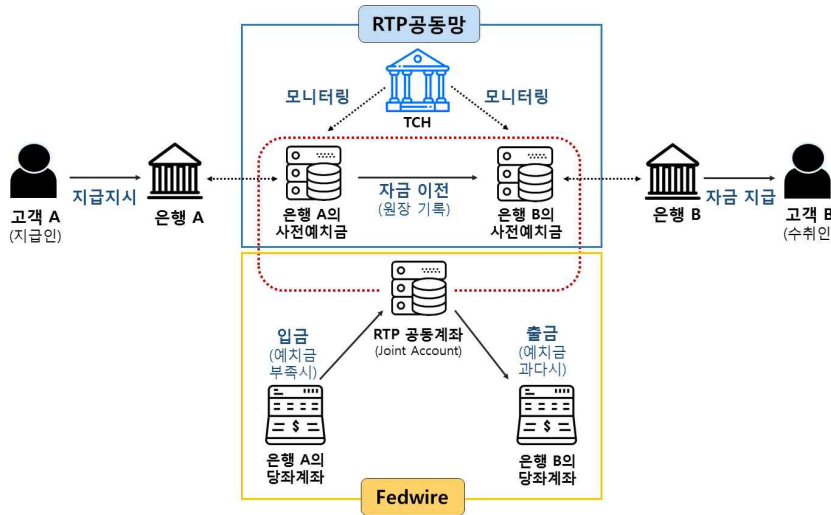 RTP공동망
모니터링
모니터링
TCH
지급지시
자금 이전
(원장 기록)
자금 지급
고객 A
(지급인)
은행 A
은행 A의
사전예치금
은행 B의
사전예치금
은행 B
고객 B
(수취인)
RTP 공동계좌
(Joint Account)
입금
(예치금
부족시)
출금
(예치금
과다시)
$
$
은행 A의
당좌계좌
은행 B의
당좌계좌
Fedwire